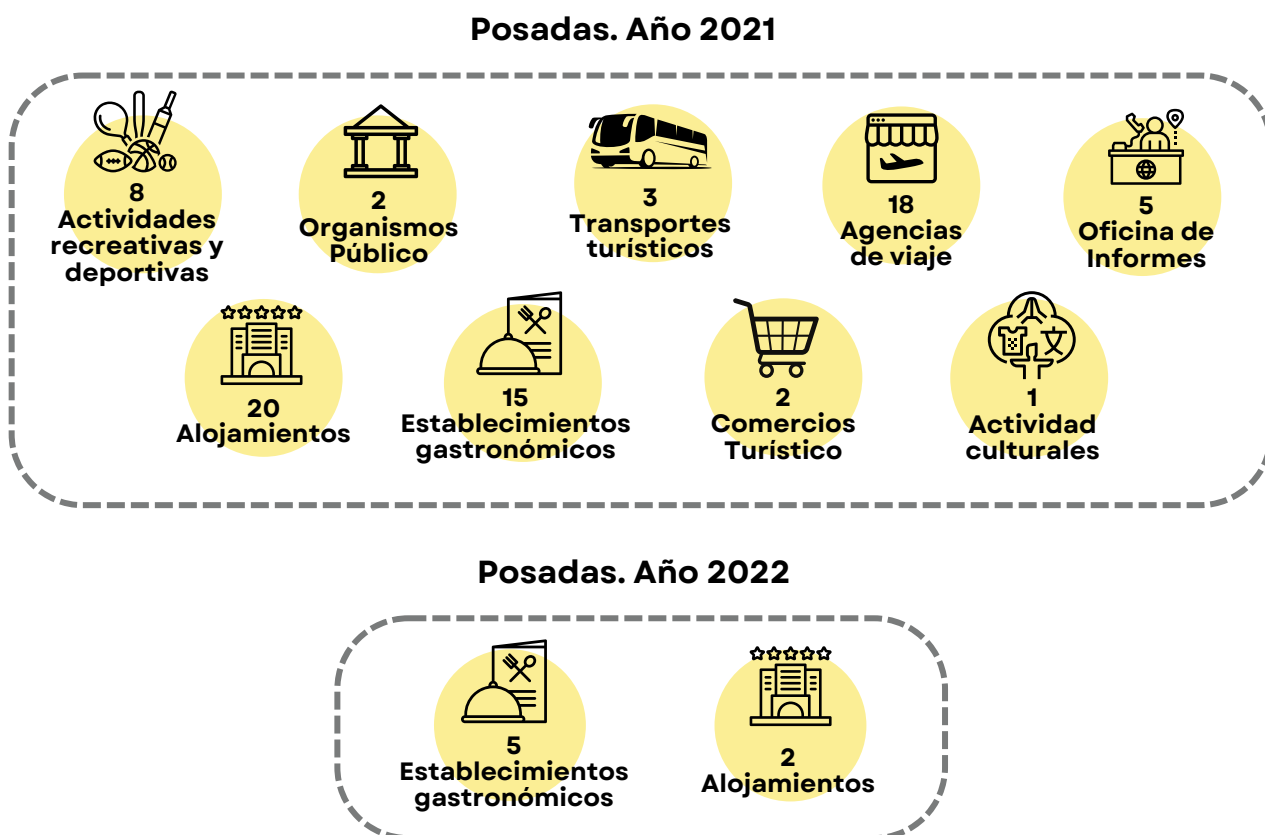 Posadas. Año 2021
8
Actividades
recreativas y
deportivas
2
Organismos
Público
3
Transportes
turísticos
18
Agencias
de viaje
5
Oficina de
Informes
20
Alojamientos
15
Establecimientos
gastronómicos
2
Comercios
Turístico
文
1
Actividad
culturales
Posadas. Año 2022
5
Establecimientos
gastronómicos
2
Alojamientos